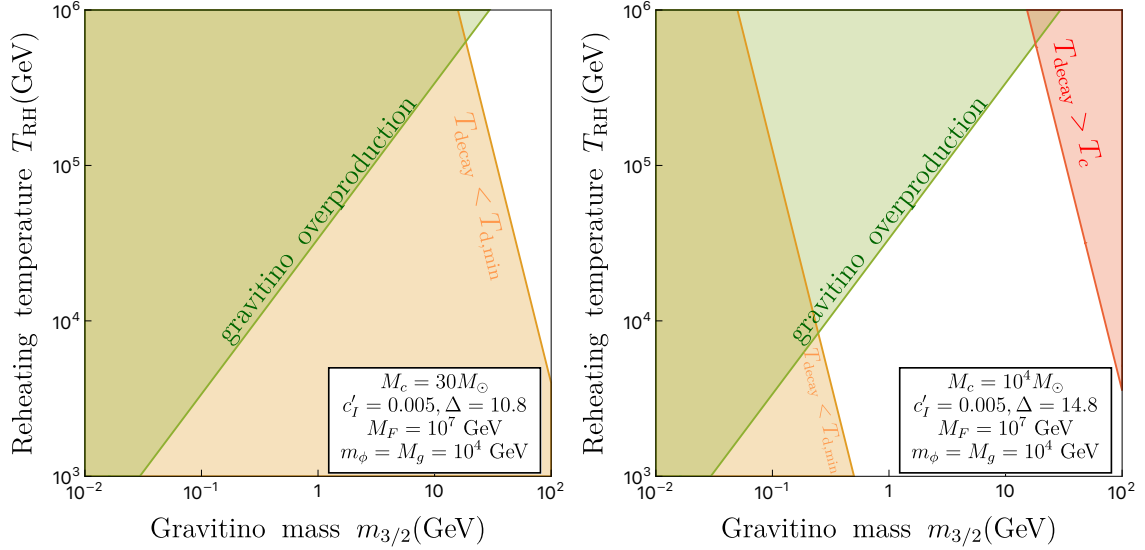 Reheating temperature T_RH(GeV)
10^6
10^5
10^4
10^3
gravitino overproduction
T_decay < T_d,min
M_c = 30M_⊙
c'_I = 0.005, Δ = 10.8
M_F = 10^7 GeV
m_ϕ = M_g = 10^4 GeV
10^−2
10^−1
1
10
10^2
Gravitino mass m_3/2(GeV)
Reheating temperature T_RH(GeV)
10^6
10^5
10^4
10^3
gravitino overproduction
T_decay < T_d,min
T_decay > T_c
M_c = 10^4 M_⊙
c'_I = 0.005, Δ = 14.8
M_F = 10^7 GeV
m_ϕ = M_g = 10^4 GeV
10^−2
10^−1
1
10
10^2
Gravitino mass m_3/2(GeV)